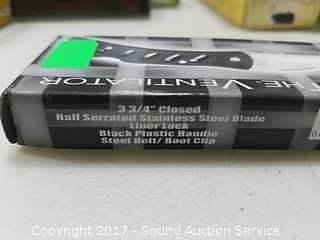 THE VENTILATOR
3 3/4" Closed
Half Serrated Stainless Steel Blade
Liner Lock
Black Plastic Handle
Steel Belt/ Boot Clip
Copyright 2017 - Sound Auction Service